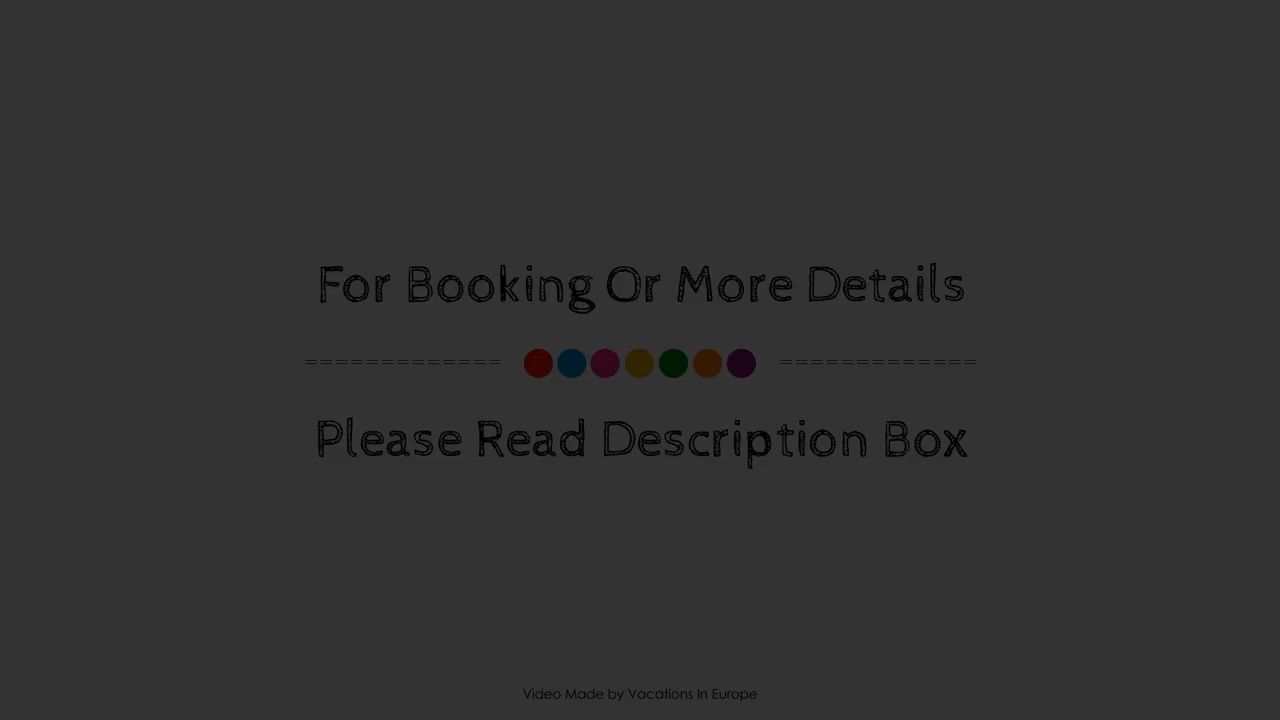 For Booking Or More Details
============= =============
Please Read Description Box
Video Made by Vacations In Europe